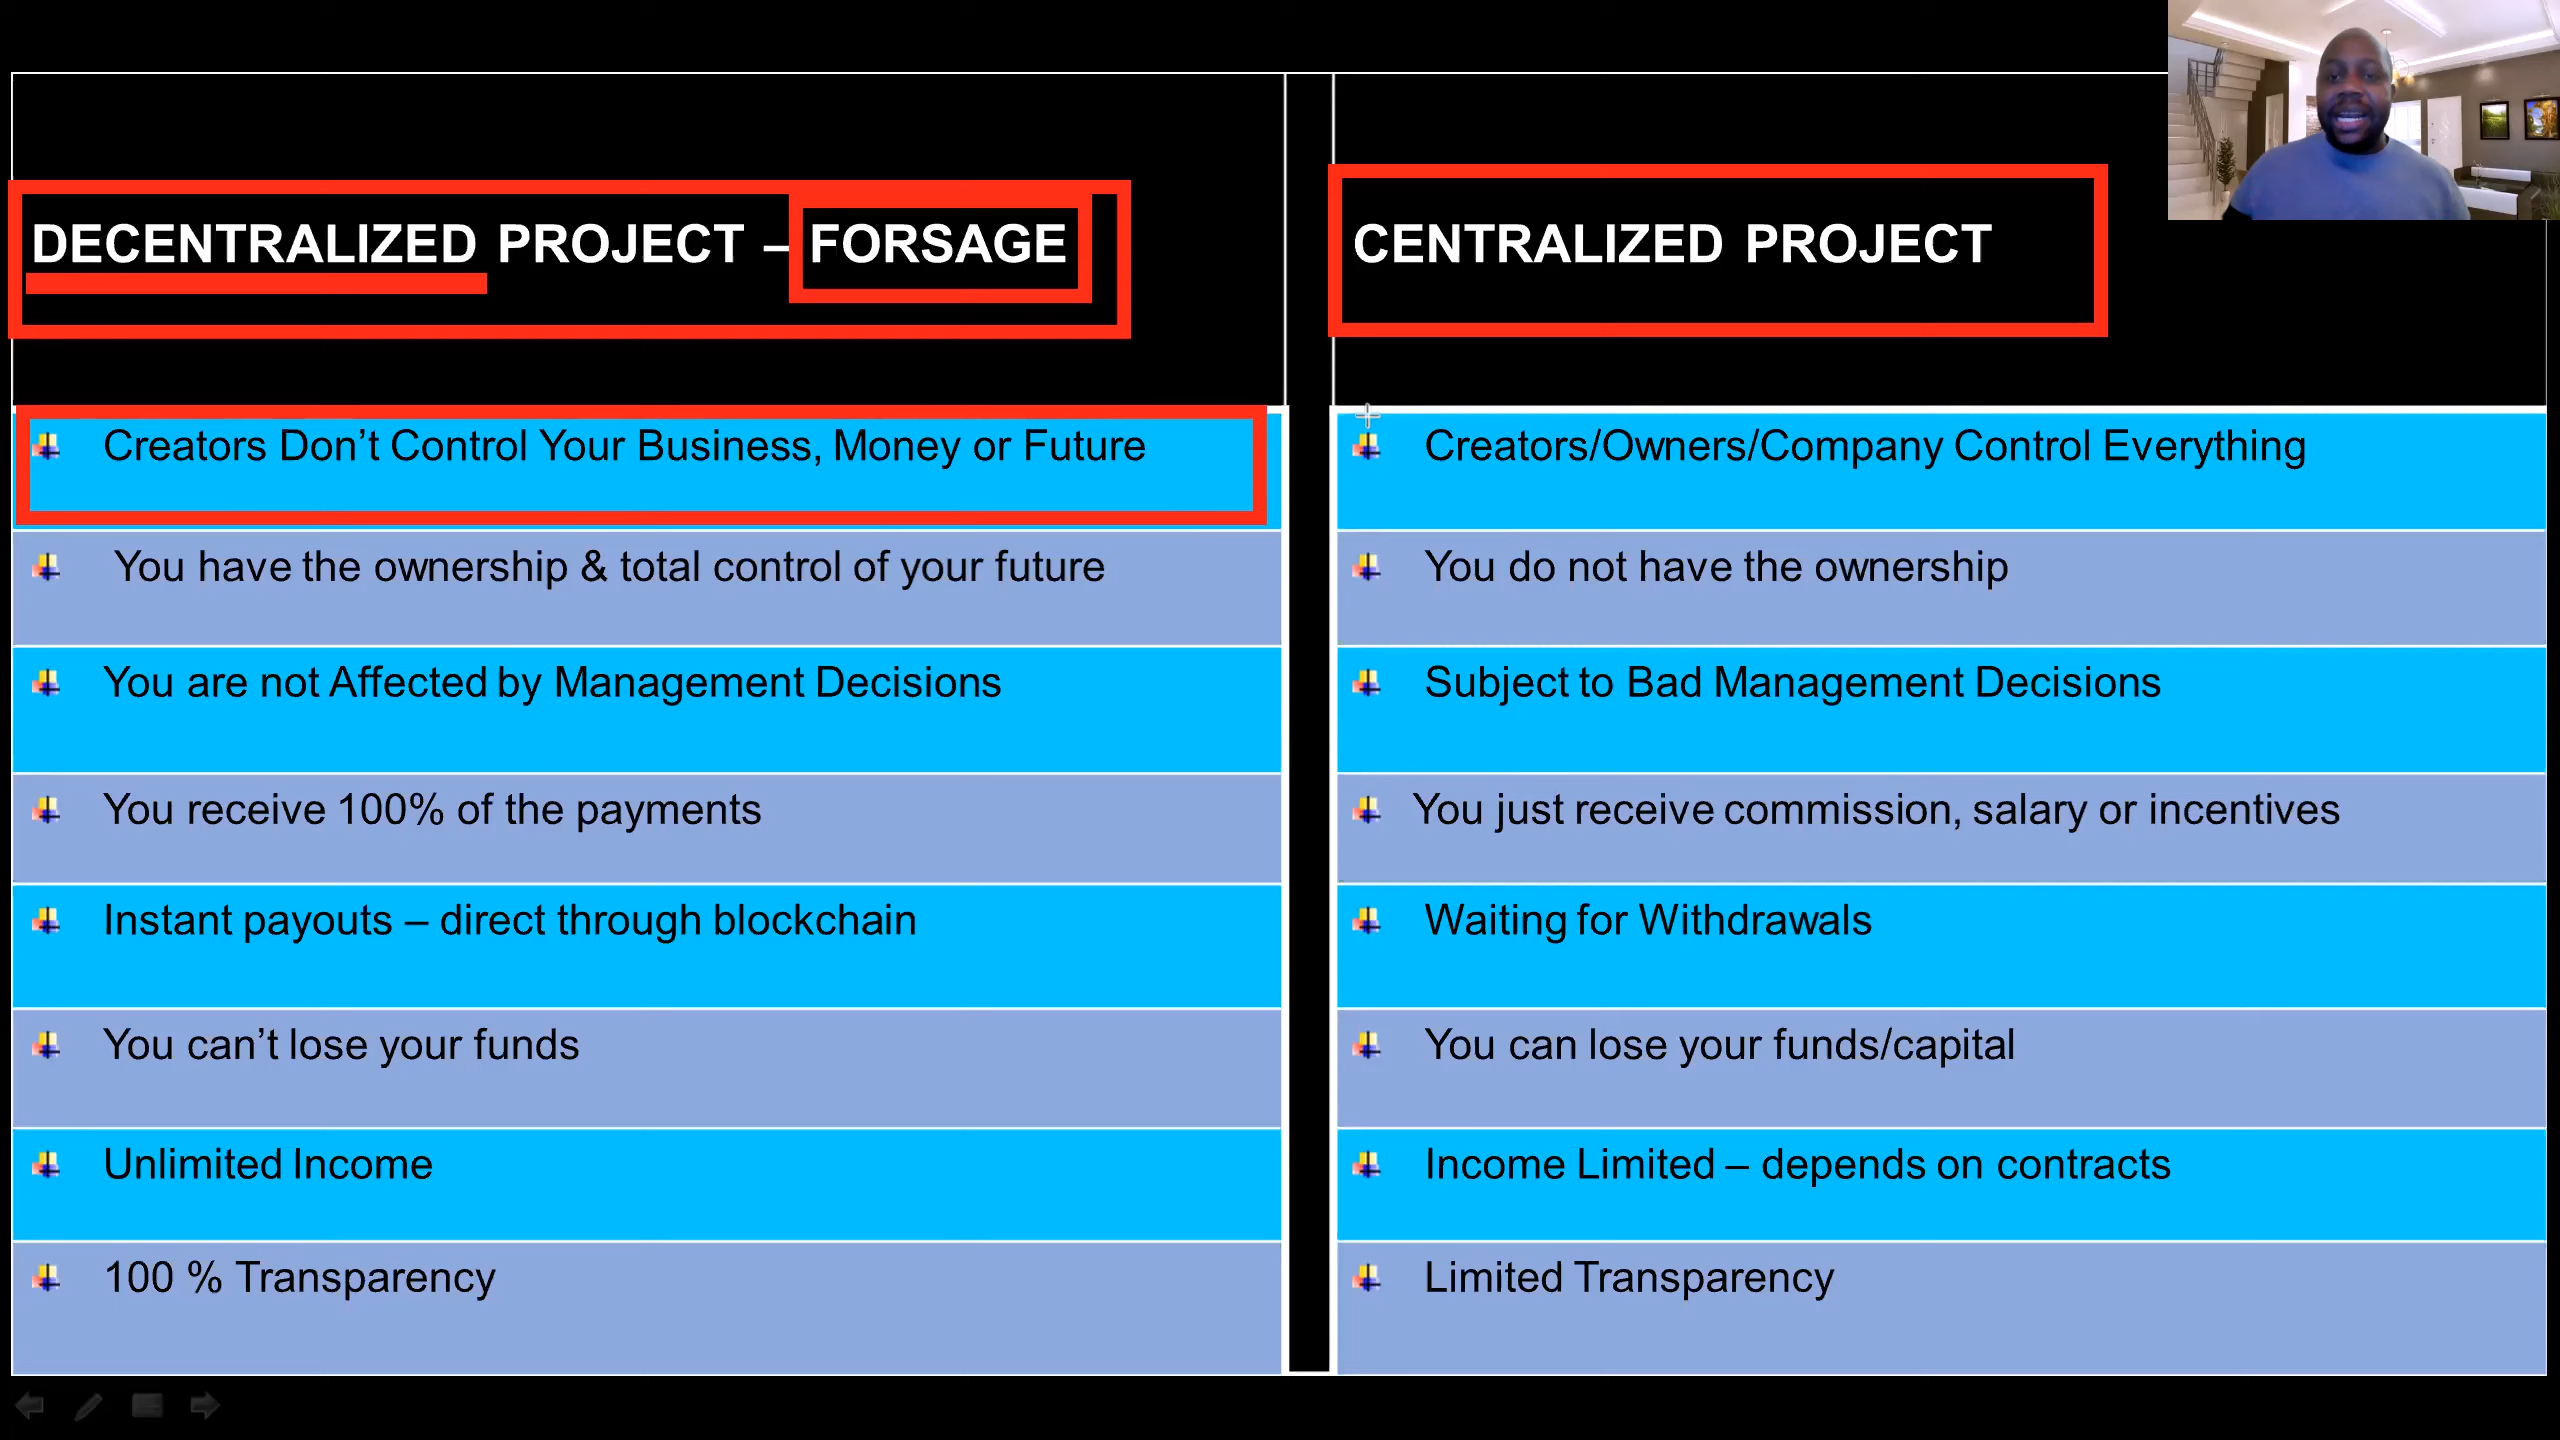 DECENTRALIZED PROJECT – FORSAGE
Creators Don’t Control Your Business, Money or Future
You have the ownership & total control of your future
You are not Affected by Management Decisions
You receive 100% of the payments
Instant payouts – direct through blockchain
You can’t lose your funds
Unlimited Income
100 % Transparency
CENTRALIZED PROJECT
Creators/Owners/Company Control Everything
You do not have the ownership
Subject to Bad Management Decisions
You just receive commission, salary or incentives
Waiting for Withdrawals
You can lose your funds/capital
Income Limited – depends on contracts
Limited Transparency